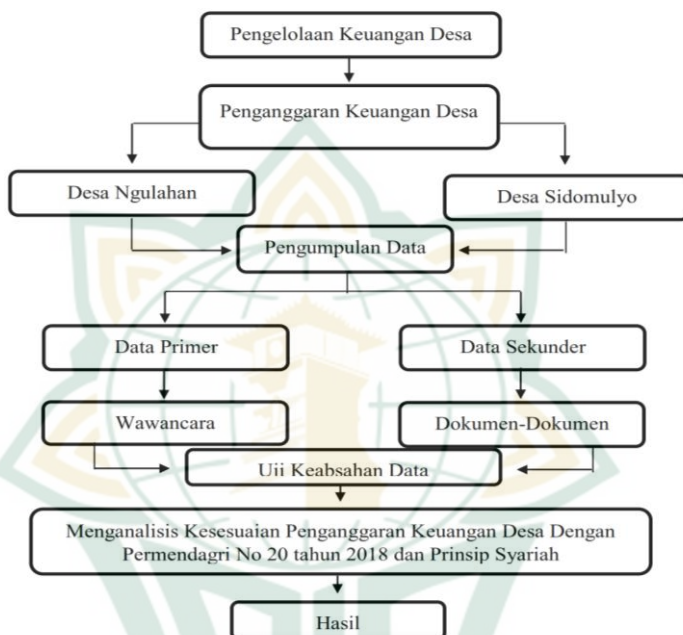 Pengelolaan Keuangan Desa
Penganggaran Keuangan Desa
Desa Ngulahan
Desa Sidomulyo
Pengumpulan Data
Data Primer
Data Sekunder
Wawancara
Dokumen-Dokumen
Uii Keabsahan Data
Menganalisis Kesesuaian Penganggaran Keuangan Desa Dengan
Permendagri No 20 tahun 2018 dan Prinsip Syariah
Hasil